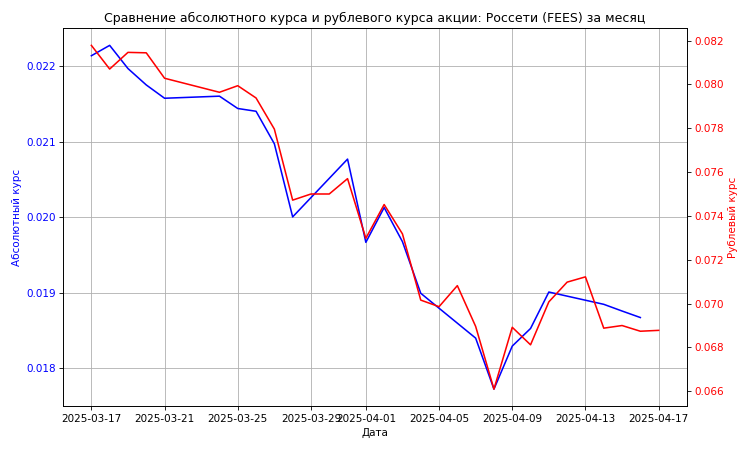 Сравнение абсолютного курса и рублевого курса акции: Россети (FEES) за месяц
Абсолютный курс
0.022
0.021
0.020
0.019
0.018
0.082
0.080
0.078
0.076
0.074
0.072
0.070
0.068
0.066
Рублевый курс
2025-03-17 2025-03-21 2025-03-25 2025-03-29 2025-04-01 2025-04-05 2025-04-09 2025-04-13 2025-04-17
Дата